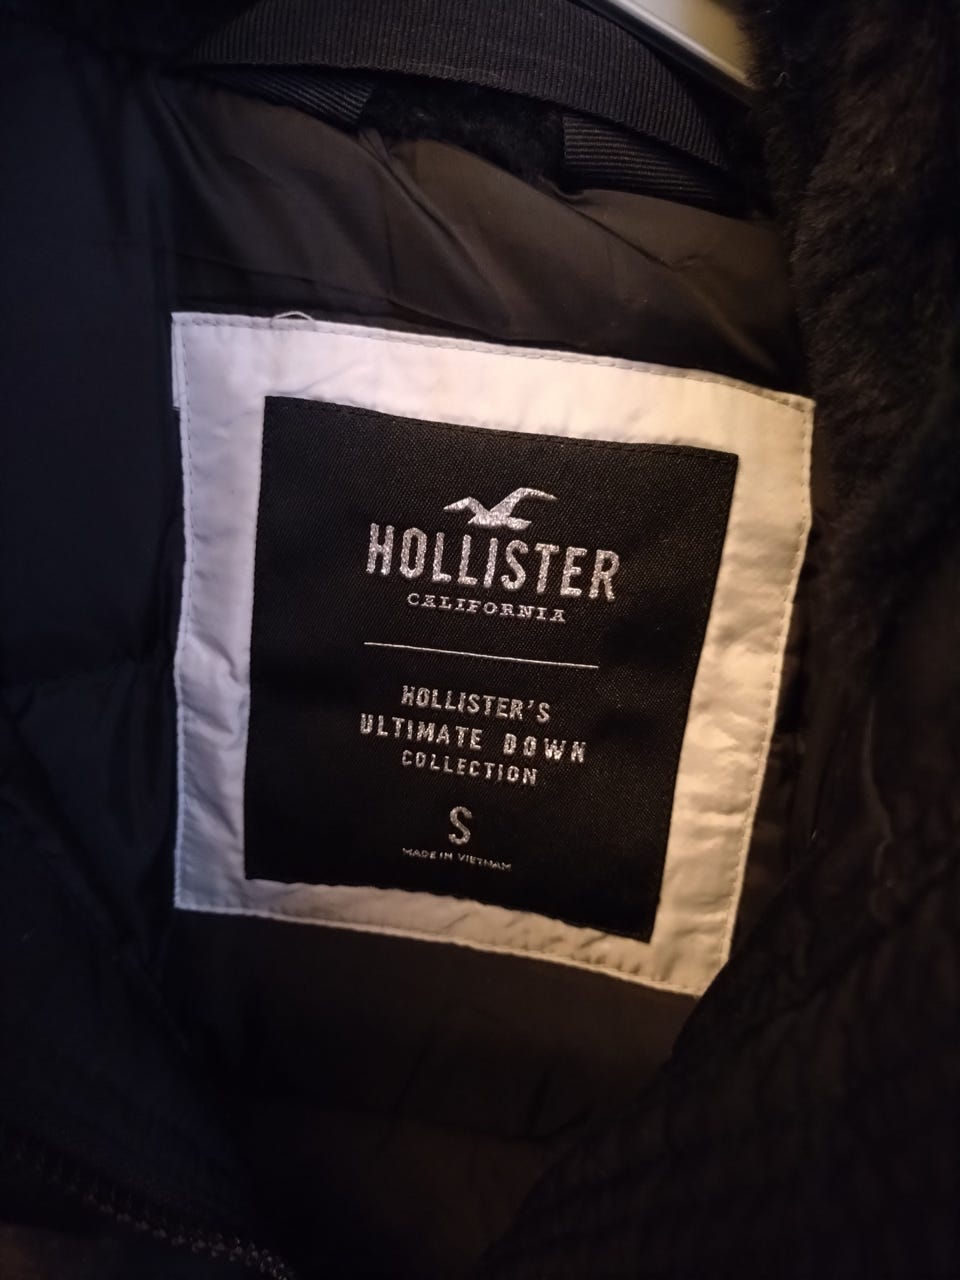 HOLLISTER
CALIFORNIA
HOLLISTER'S
ULTIMATE DOWN
COLLECTION
S
MADE IN VIETNAM